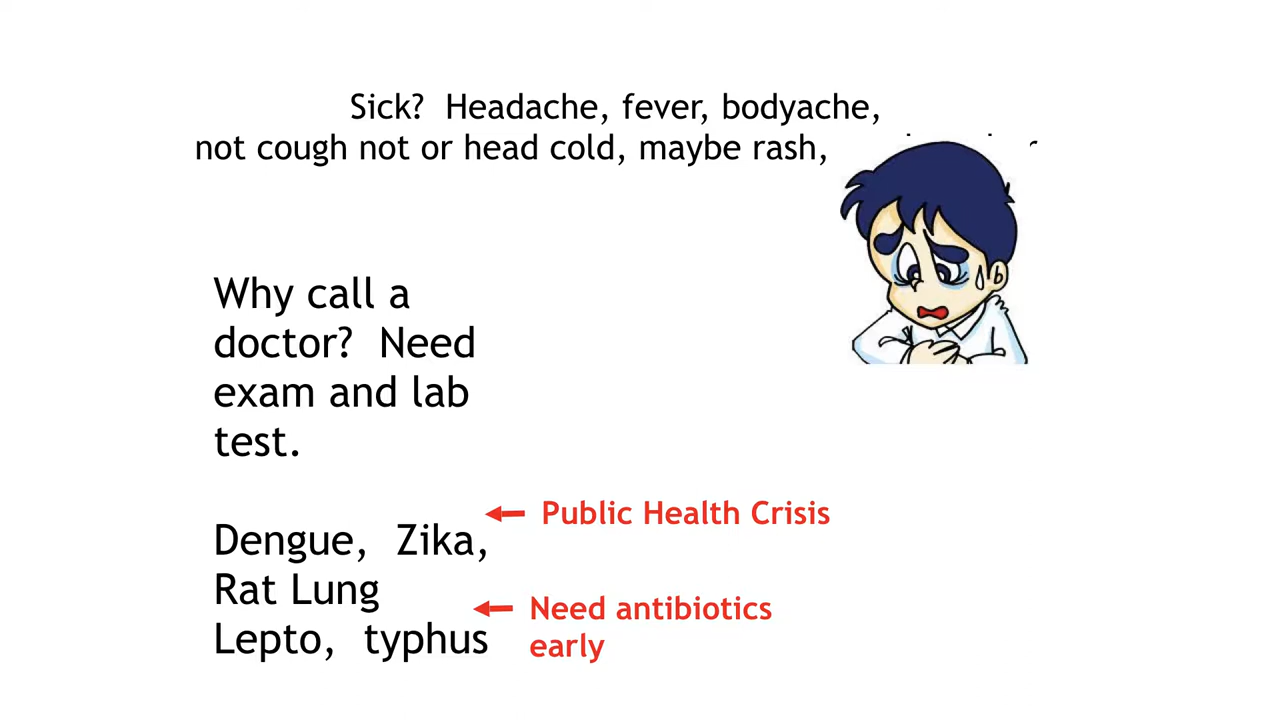 Sick?  Headache, fever, bodyache,
not cough not or head cold, maybe rash,
Why call a
doctor?  Need
exam and lab
test.
Public Health Crisis
Dengue,  Zika,
Rat Lung
Need antibiotics
early
Lepto,  typhus